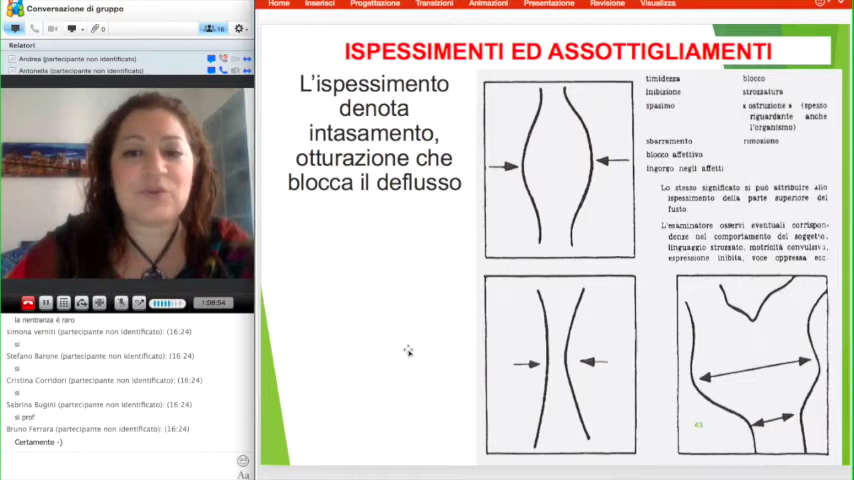 Conversazione di gruppo
0
16
Relatori
Andrea (partecipante non identificato)
Antonella (partecipante non identificato)
1:08:54
la rientranza è raro
simona verniti (partecipante non identificato): (16:24)
si
Stefano Barone (partecipante non identificato): (16:24)
si
Cristina Corridori (partecipante non identificato): (16:24)
si
Sabrina Bugini (partecipante non identificato): (16:24)
si prof
Bruno Ferrara (partecipante non identificato): (16:24)
Certamente -)
Aa
Home Inserisci Progettazione Transizioni Animazioni Presentazione Revisione Visualizza
ISPESSIMENTI ED ASSOTTIGLIAMENTI
L'ispessimento
denota
intasamento,
otturazione che
blocca il deflusso
timidezza blocco
inibizione strozzatura
spasimo « ostruzione » (spesso
riguardante anche
l'organismo)
sbarramento rimozione
blocco affettivo
ingorgo negli affetti
Lo stesso significato si può attribuire allo
ispessimento della parte superiore del
fusto
L'esaminatore osservi eventuali corrispon-
denze nel comportamento del soggetto,
linguaggio strozzato, motricità convulsiva,
espressione inibita, voce oppressa ecc.
43